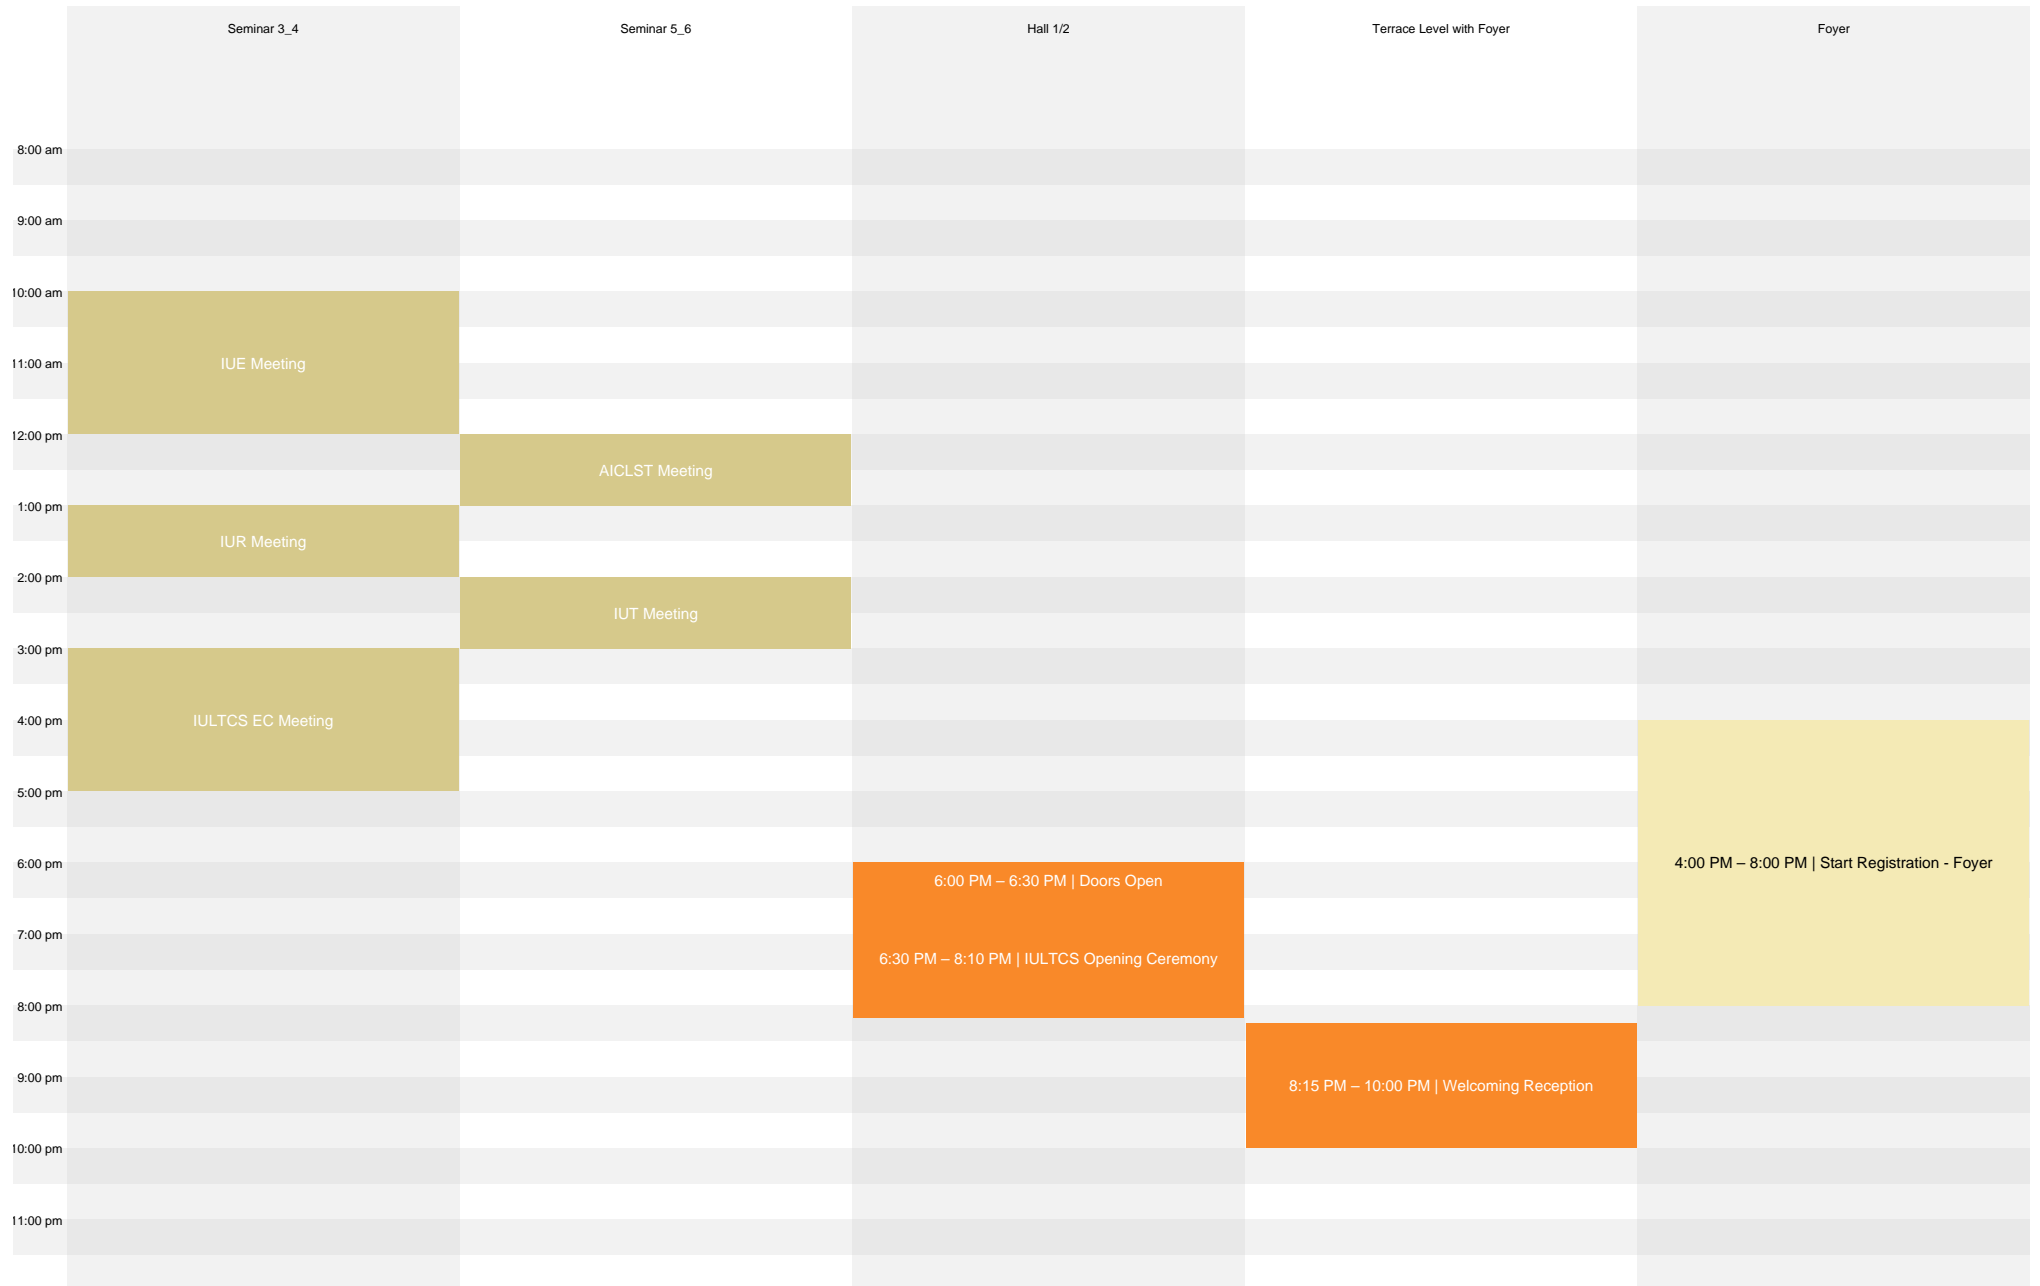 Seminar 3_4
Seminar 5_6
Hall 1/2
Terrace Level with Foyer
Foyer
8:00 am
9:00 am
10:00 am
11:00 am
IUE Meeting
12:00 pm
AICLST Meeting
1:00 pm
IUR Meeting
2:00 pm
IUT Meeting
3:00 pm
4:00 pm
IULTCS EC Meeting
5:00 pm
6:00 pm
4:00 PM – 8:00 PM | Start Registration - Foyer
6:00 PM – 6:30 PM | Doors Open
7:00 pm
6:30 PM – 8:10 PM | IULTCS Opening Ceremony
8:00 pm
9:00 pm
8:15 PM – 10:00 PM | Welcoming Reception
10:00 pm
11:00 pm